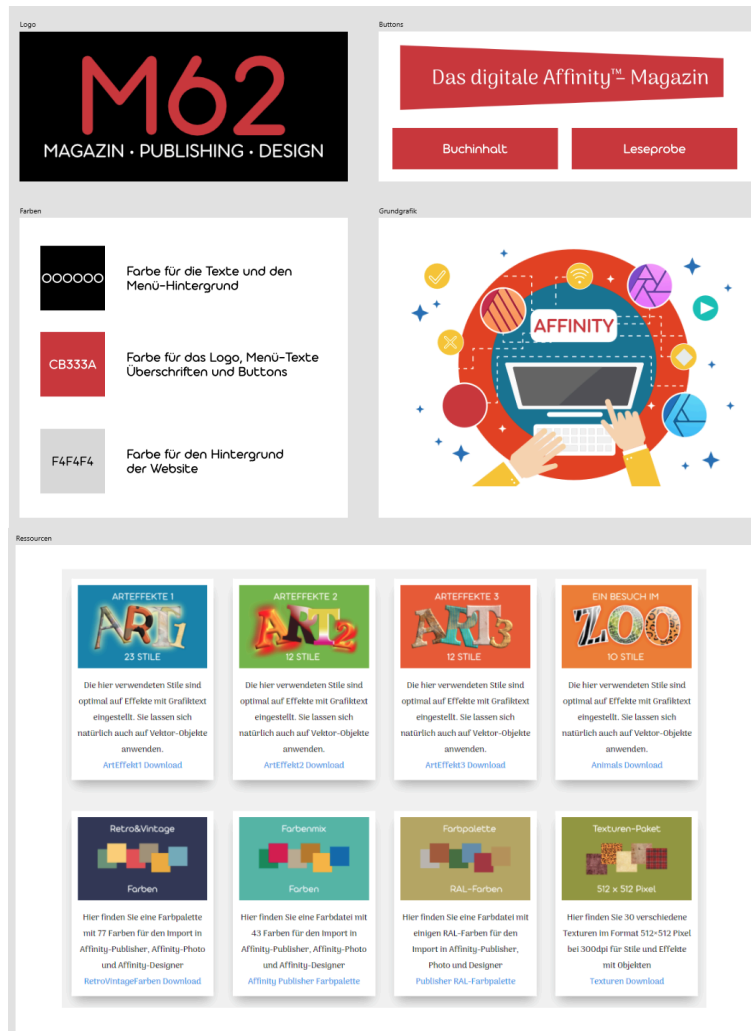 Logo
M62
MAGAZIN • PUBLISHING • DESIGN
Buttons
Das digitale Affinity™- Magazin
Buchinhalt
Leseprobe
Farben
000000
Farbe für die Texte und den
Menü-Hintergrund
CB333A
Farbe für das Logo, Menü-Texte
Überschriften und Buttons
F4F4F4
Farbe für den Hintergrund
der Website
Grundgrafik
AFFINITY
Ressourcen
ARTEFFEKTE 1
ART1
23 STILE
Die hier verwendeten Stile sind
optimal auf Effekte mit Grafiktext
eingestellt. Sie lassen sich
natürlich auch auf Vektor-Objekte
anwenden.
ArtEffekt1 Download
ARTEFFEKTE 2
ART2
12 STILE
Die hier verwendeten Stile sind
optimal auf Effekte mit Grafiktext
eingestellt. Sie lassen sich
natürlich auch auf Vektor-Objekte
anwenden.
ArtEffekt2 Download
ARTEFFEKTE 3
ART3
12 STILE
Die hier verwendeten Stile sind
optimal auf Effekte mit Grafiktext
eingestellt. Sie lassen sich
natürlich auch auf Vektor-Objekte
anwenden.
ArtEffekt3 Download
EIN BESUCH IM
ZOO
10 STILE
Die hier verwendeten Stile sind
optimal auf Effekte mit Grafiktext
eingestellt. Sie lassen sich
natürlich auch auf Vektor-Objekte
anwenden.
Animals Download
Retro&Vintage
Farben
Hier finden Sie eine Farbpalette
mit 77 Farben für den Import in
Affinity-Publisher, Affinity-Photo
und Affinity-Designer
RetroVintageFarben Download
Farbenmix
Farben
Hier finden Sie eine Farbdatei mit
43 Farben für den Import in
Affinity-Publisher, Affinity-Photo
und Affinity-Designer
Affinity Publisher Farbpalette
Farbpalette
RAL-Farben
Hier finden Sie eine Farbdatei mit
einigen RAL-Farben für den
Import in Affinity-Publisher,
Photo und Designer
Publisher RAL-Farbpalette
Texturen-Paket
512 x 512 Pixel
Hier finden Sie 30 verschiedene
Texturen im Format 512×512 Pixel
bei 300dpi für Stile und Effekte
mit Objekten
Texturen Download